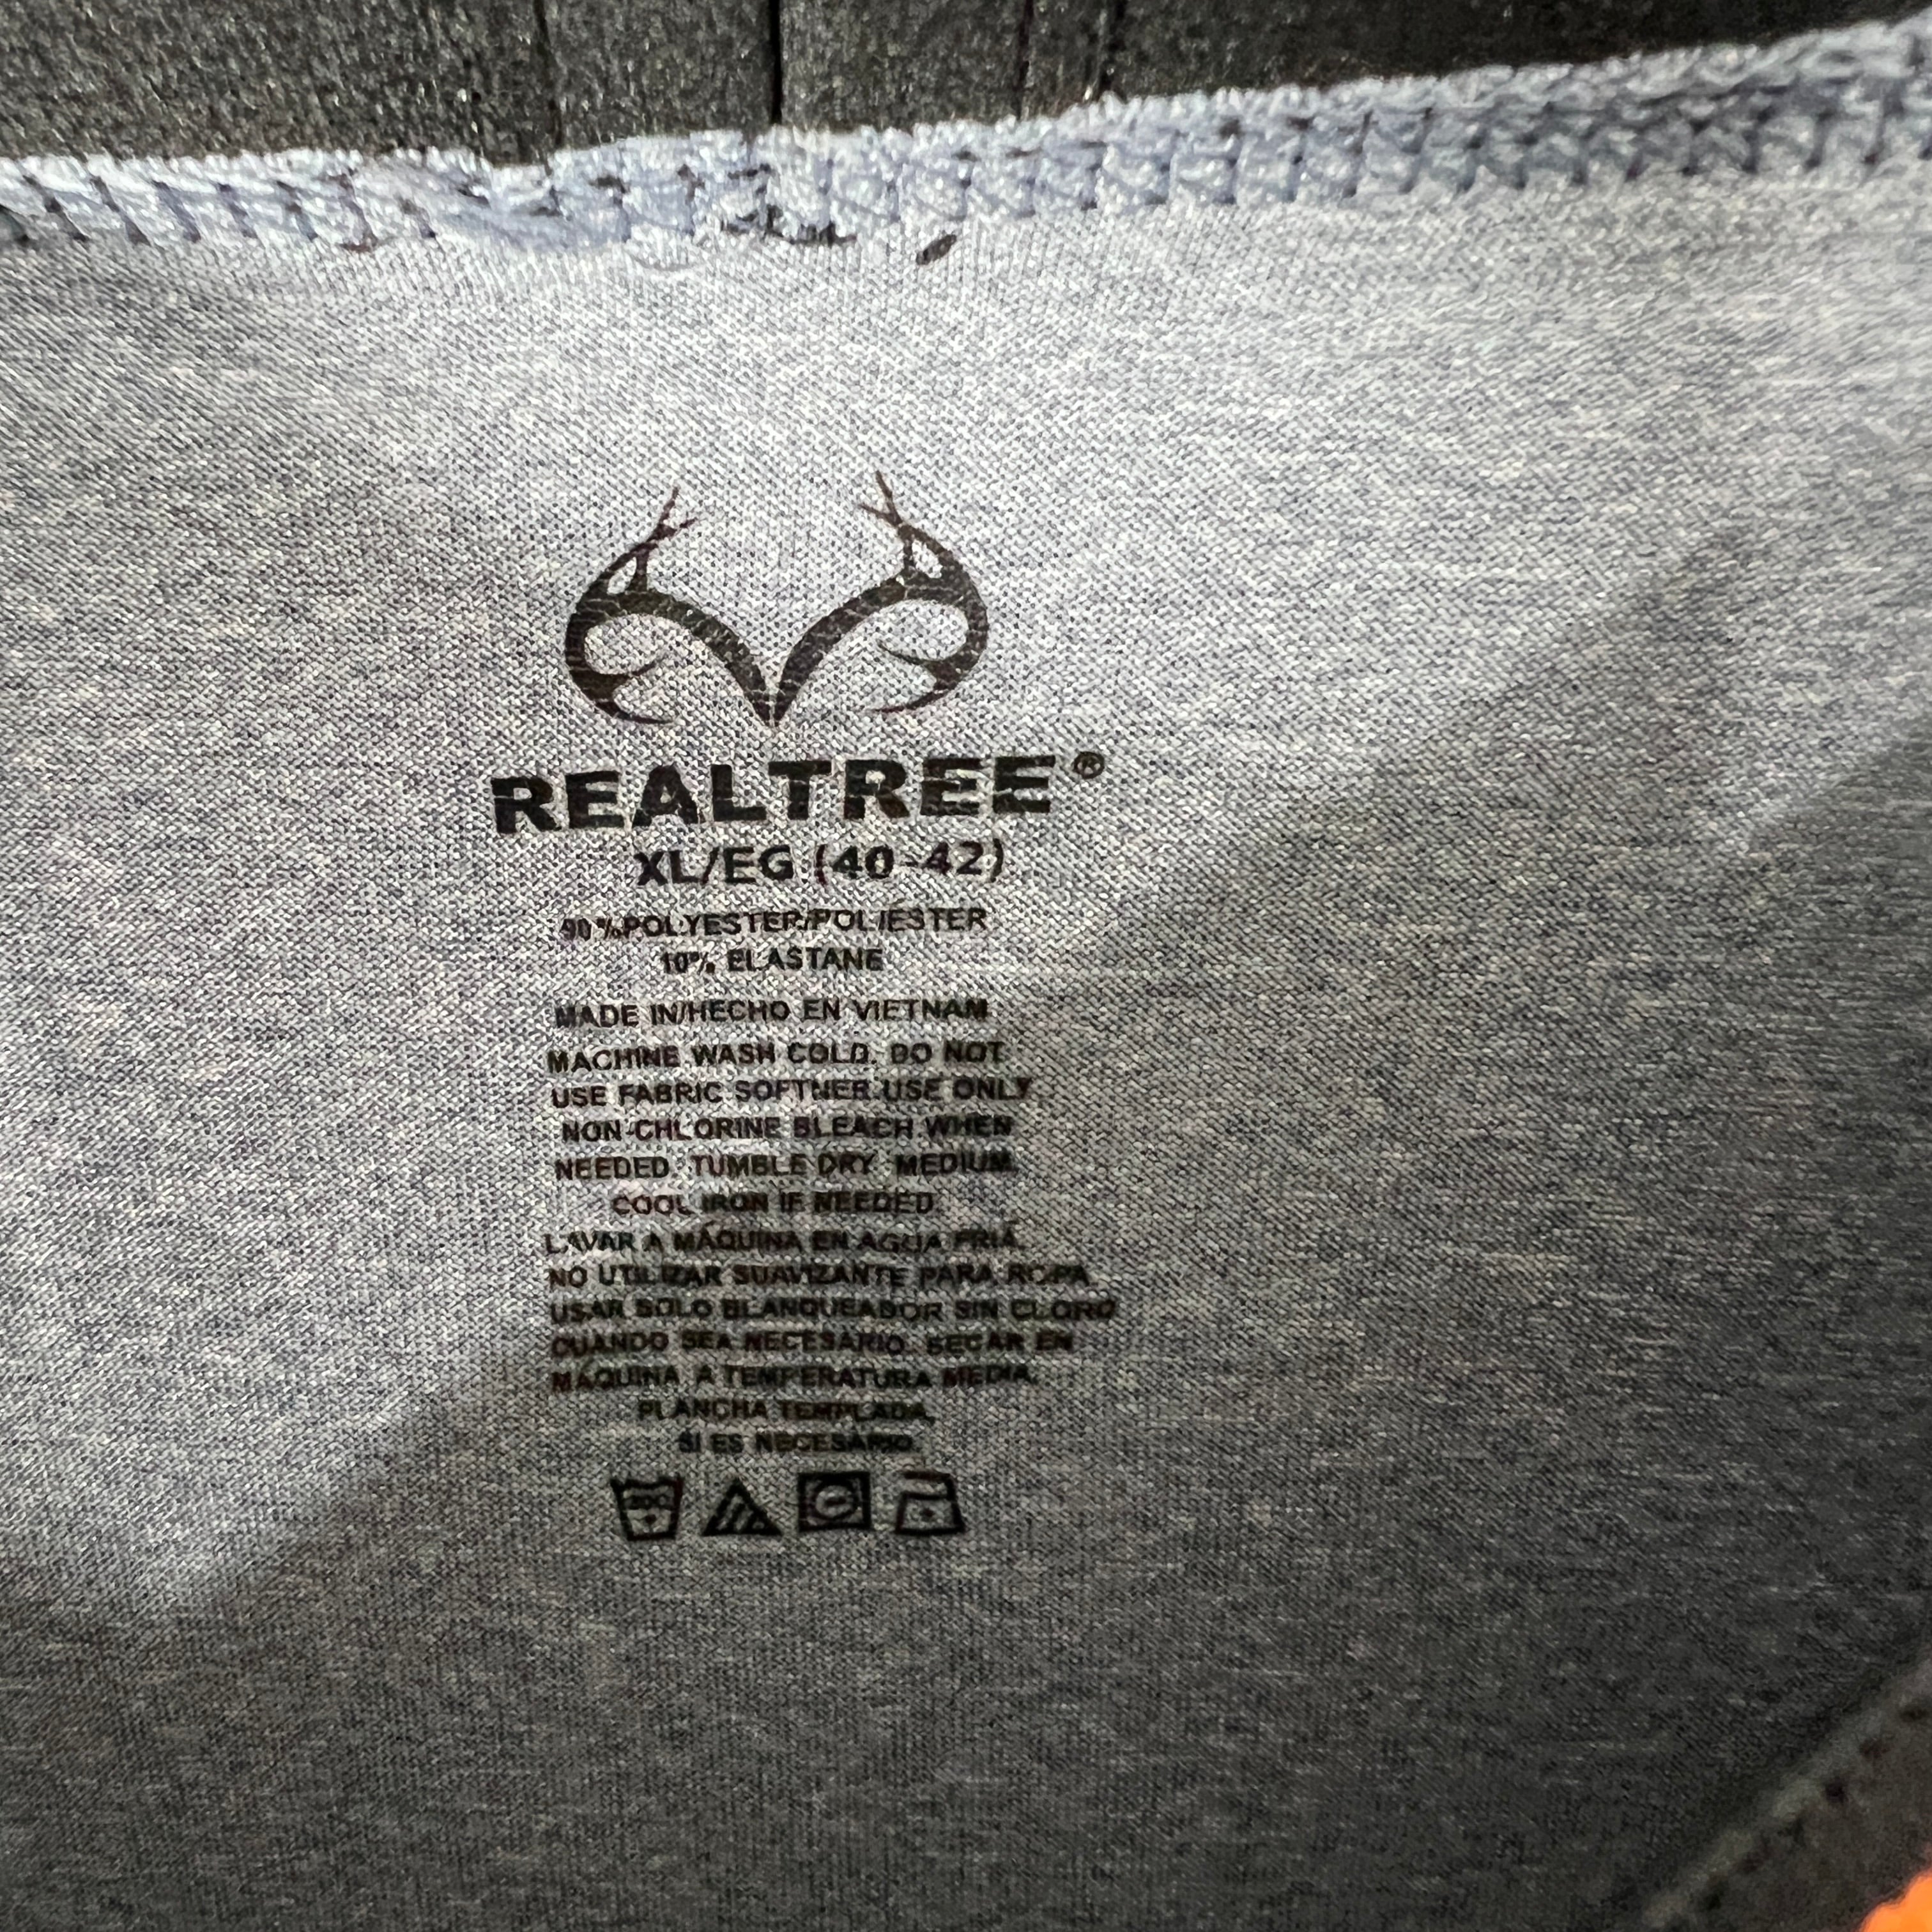 REALTREE®
XL/EG (40-42)
90%POLYESTER/POLIÉSTER
10% ELASTANE
MADE IN/HECHO EN VIETNAM
MACHINE WASH COLD. DO NOT
USE FABRIC SOFTNER.USE ONLY
NON-CHLORINE BLEACH WHEN
NEEDED. TUMBLE DRY MEDIUM.
COOL IRON IF NEEDED.
LAVAR A MÁQUINA EN AGUA FRIÁ.
NO UTILIZAR SUAVIZANTE PARA ROPA.
USAR SOLO BLANQUEADOR SIN CLORO
CUANDO SEA NECESARIO. SECAR EN
MÁQUINA A TEMPERATURA MEDIA.
PLANCHA TEMPLADA,
SI ES NECESARIO.
30C